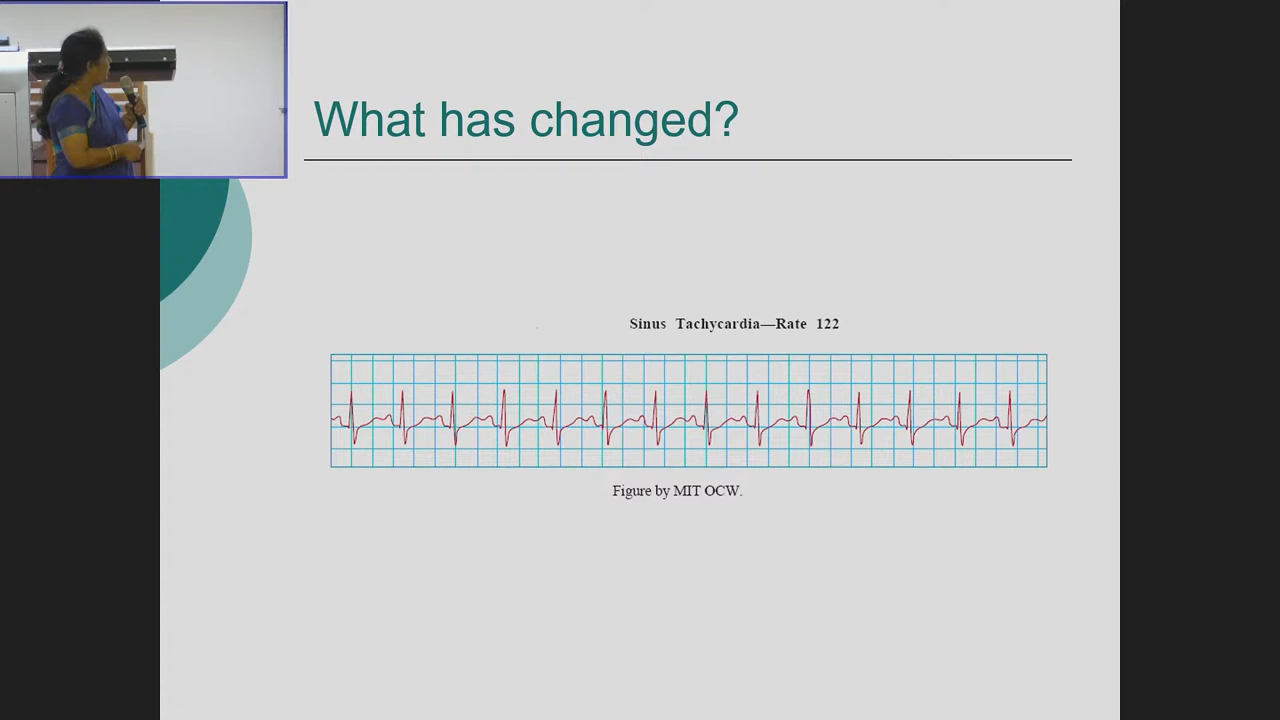 What has changed?
Sinus Tachycardia—Rate 122
Figure by MIT OCW.